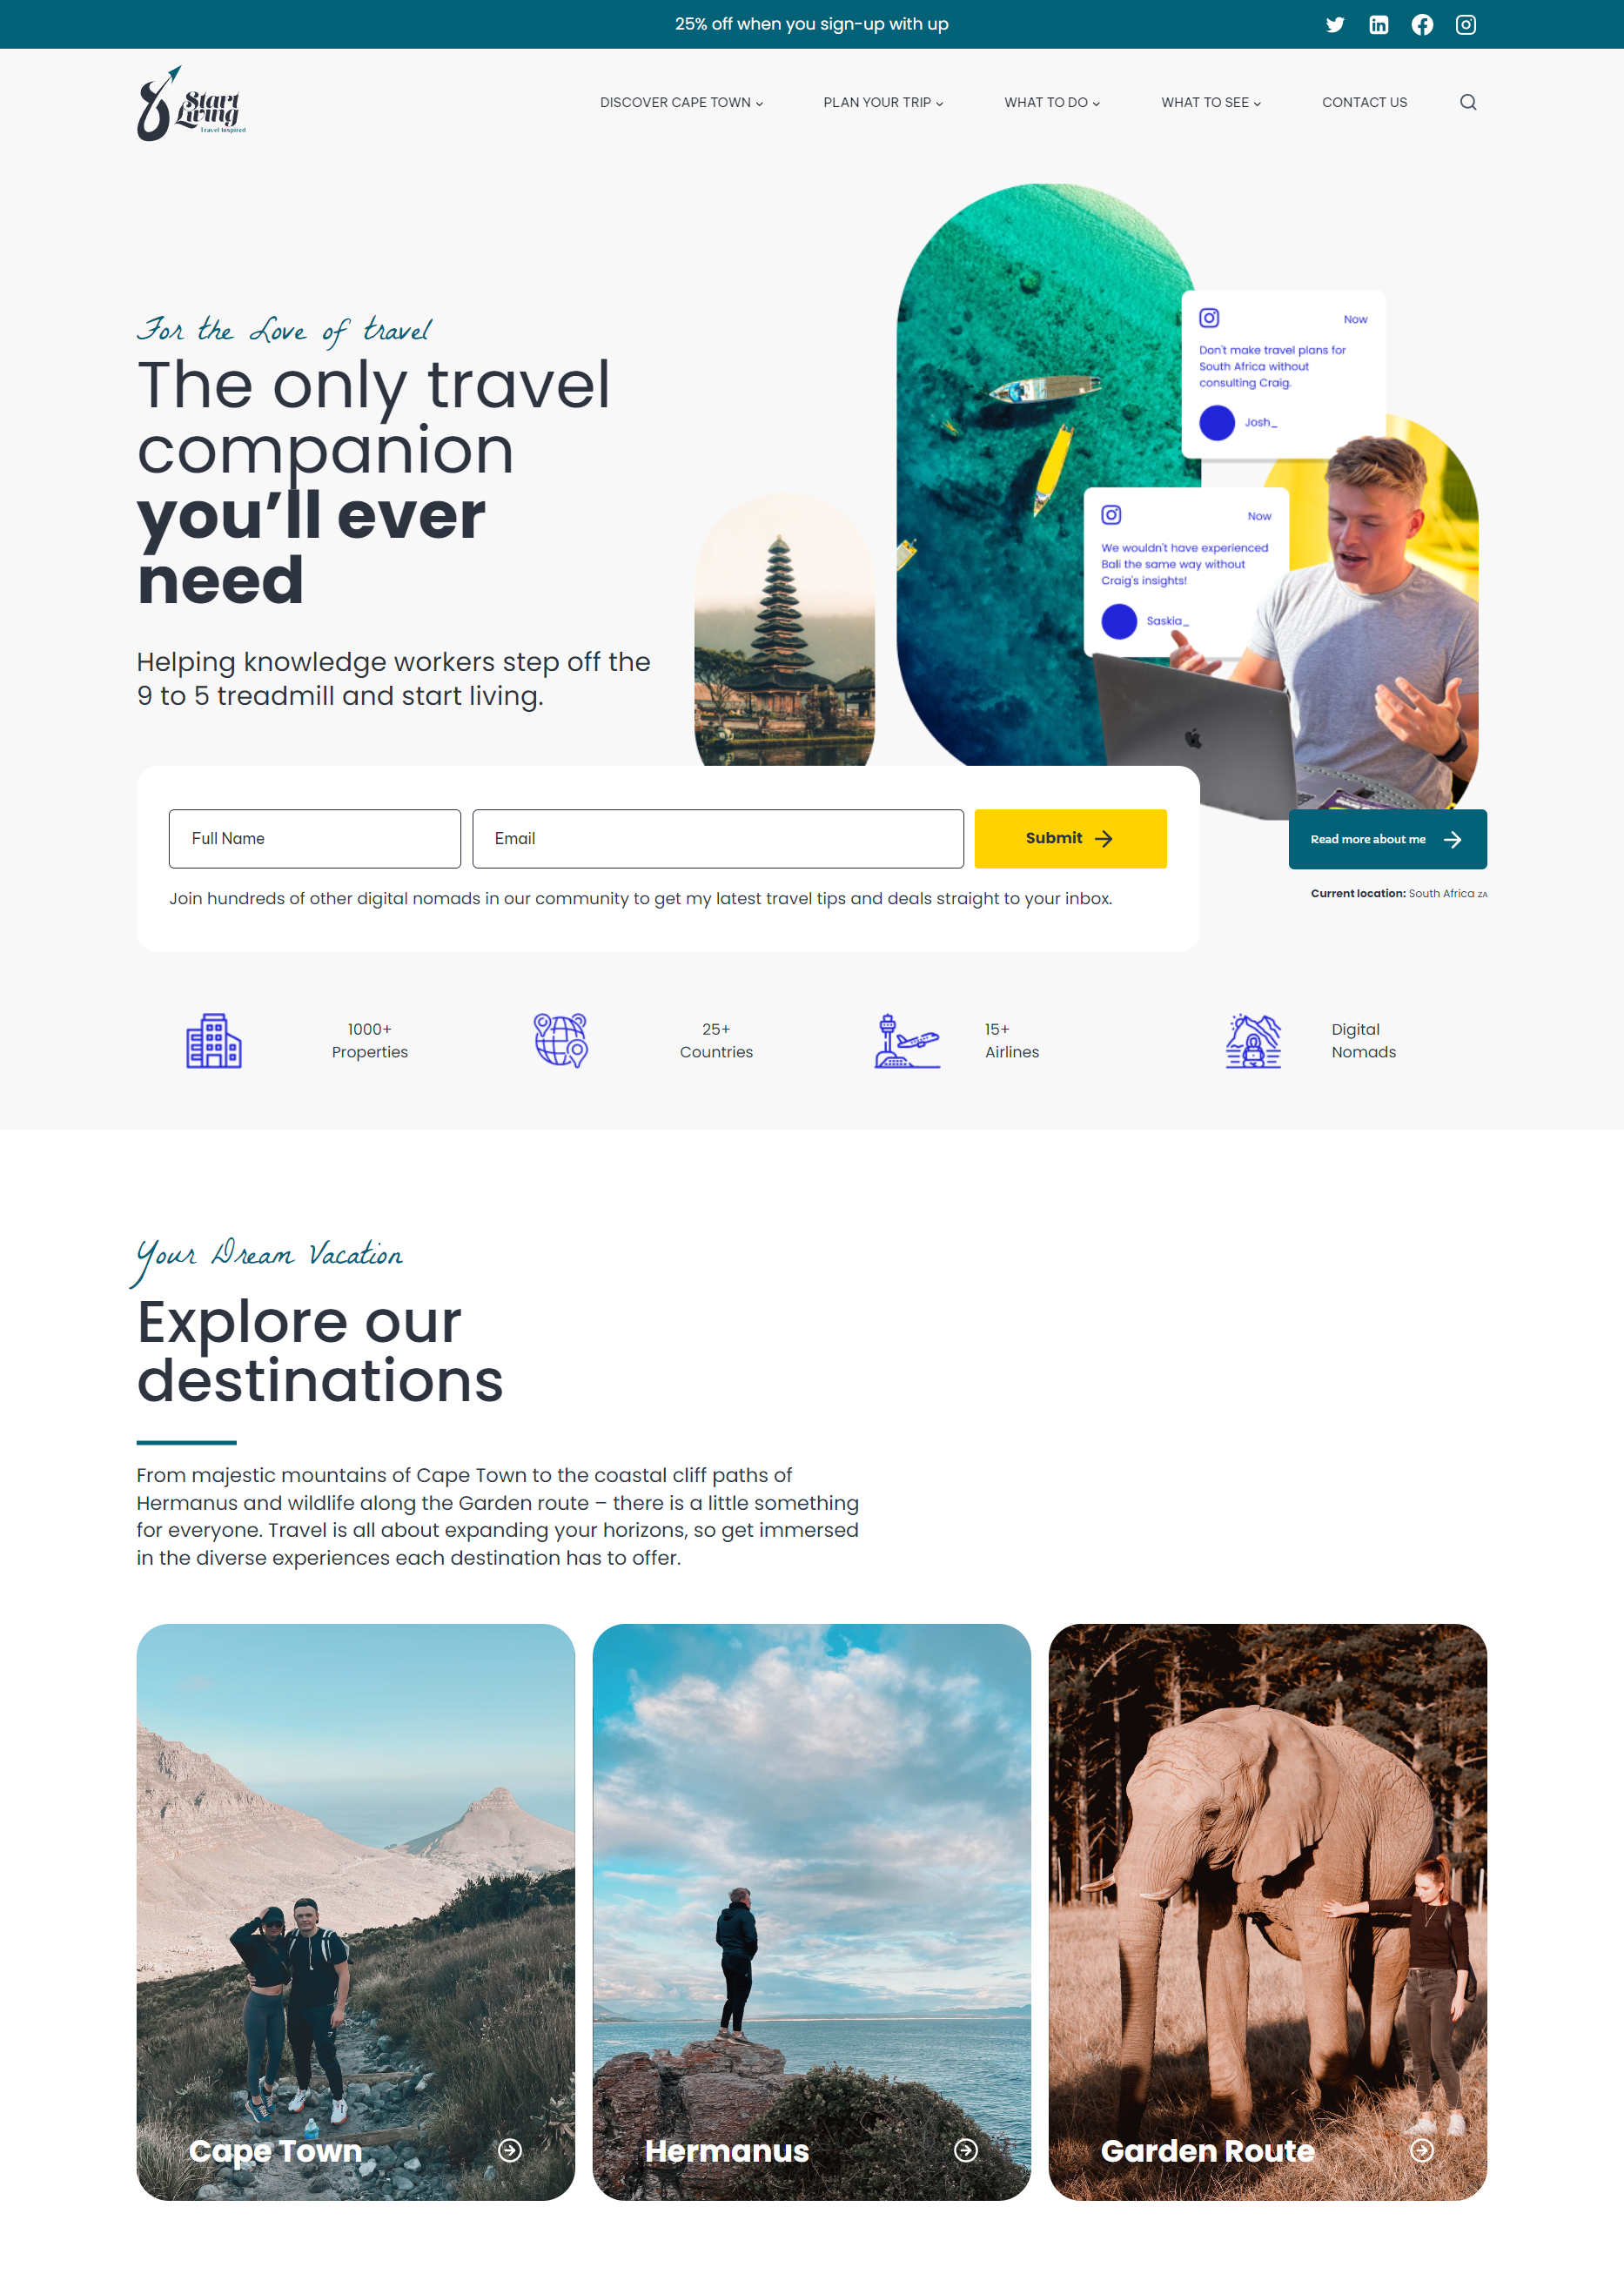 25% off when you sign-up with up
Start
Living
Travel Inspired
DISCOVER CAPE TOWN
PLAN YOUR TRIP
WHAT TO DO
WHAT TO SEE
CONTACT US
For the Love of travel
The only travel
companion
you’ll ever
need
Helping knowledge workers step off the
9 to 5 treadmill and start living.
Now
Don't make travel plans for
South Africa without
consulting Craig.
Josh_
Now
We wouldn't have experienced
Bali the same way without
Craig's insights!
Saskia_
Full Name
Email
Submit
Join hundreds of other digital nomads in our community to get my latest travel tips and deals straight to your inbox.
Read more about me
Current location: South Africa ZA
1000+
Properties
25+
Countries
15+
Airlines
Digital
Nomads
Your Dream Vacation
Explore our
destinations
From majestic mountains of Cape Town to the coastal cliff paths of
Hermanus and wildlife along the Garden route – there is a little something
for everyone. Travel is all about expanding your horizons, so get immersed
in the diverse experiences each destination has to offer.
Cape Town
Hermanus
Garden Route